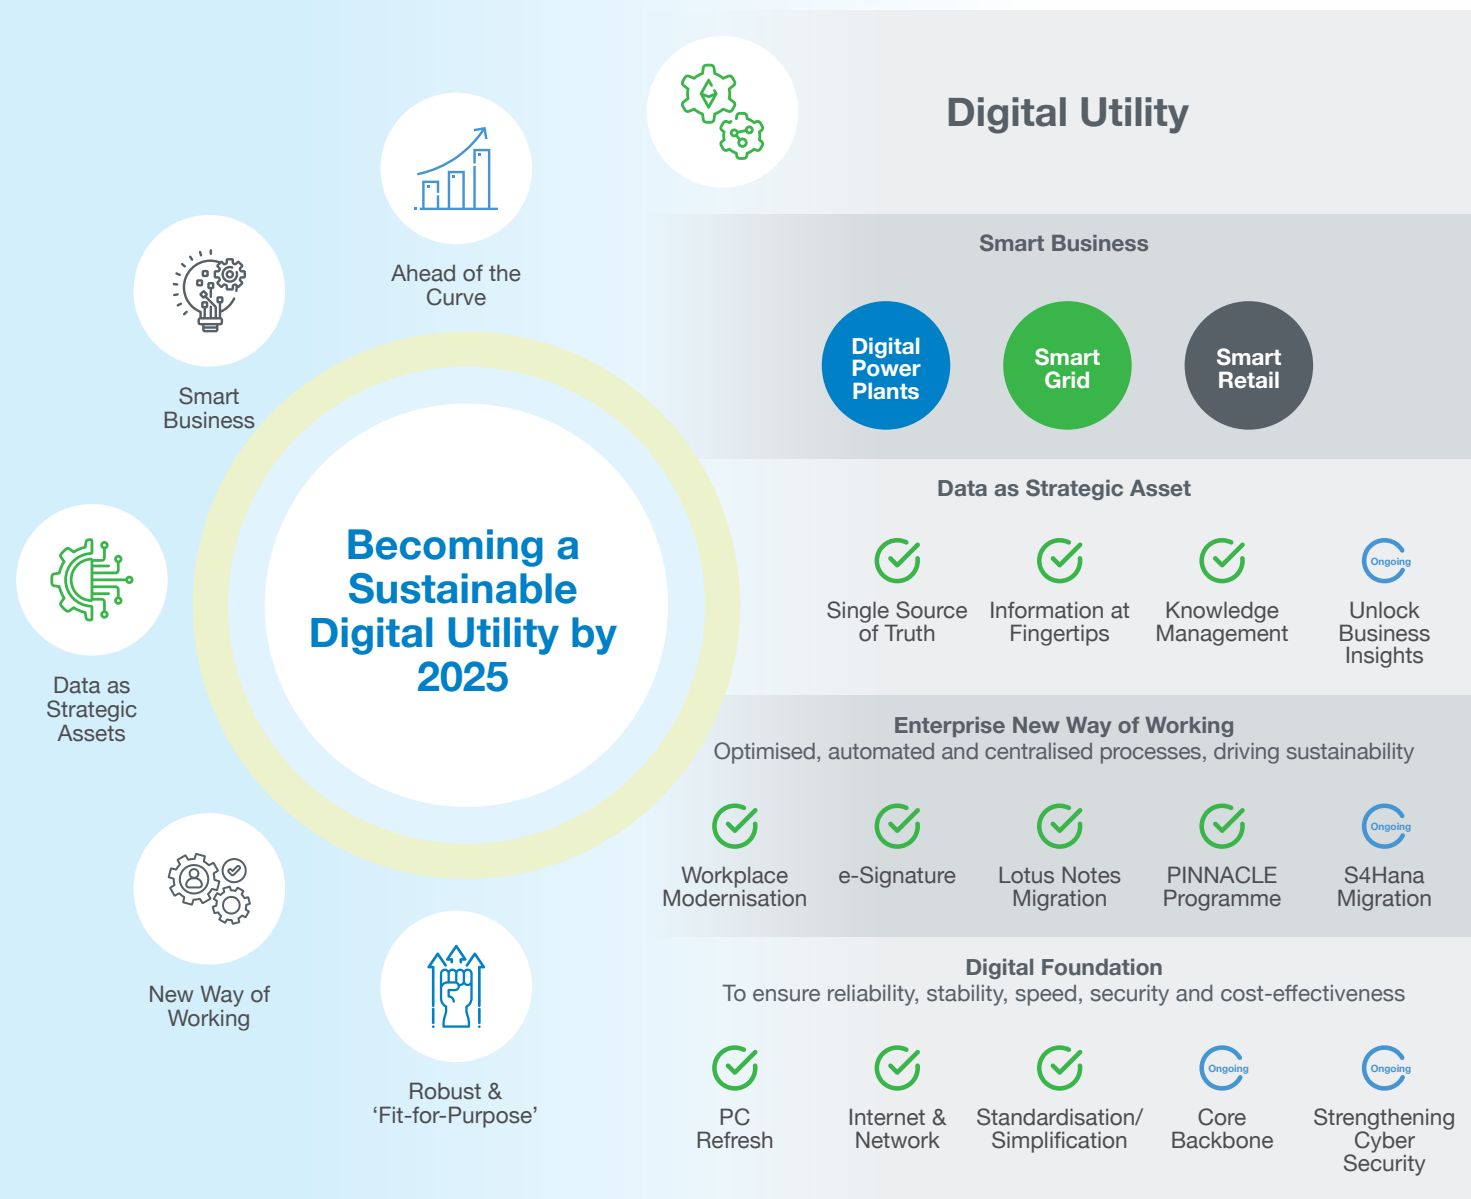 Digital Utility
Ahead of the
Curve
Smart
Business
Data as
Strategic
Assets
New Way of
Working
Robust &
‘Fit-for-Purpose’
Becoming a
Sustainable
Digital Utility by
2025
Smart Business
Digital
Power
Plants
Smart
Grid
Smart
Retail
Data as Strategic Asset
Single Source
of Truth
Information at
Fingertips
Knowledge
Management
Ongoing
Unlock
Business
Insights
Enterprise New Way of Working
Optimised, automated and centralised processes, driving sustainability
Workplace
Modernisation
e-Signature
Lotus Notes
Migration
PINNACLE
Programme
Ongoing
S4Hana
Migration
Digital Foundation
To ensure reliability, stability, speed, security and cost-effectiveness
PC
Refresh
Internet &
Network
Standardisation/
Simplification
Ongoing
Core
Backbone
Ongoing
Strengthening
Cyber
Security